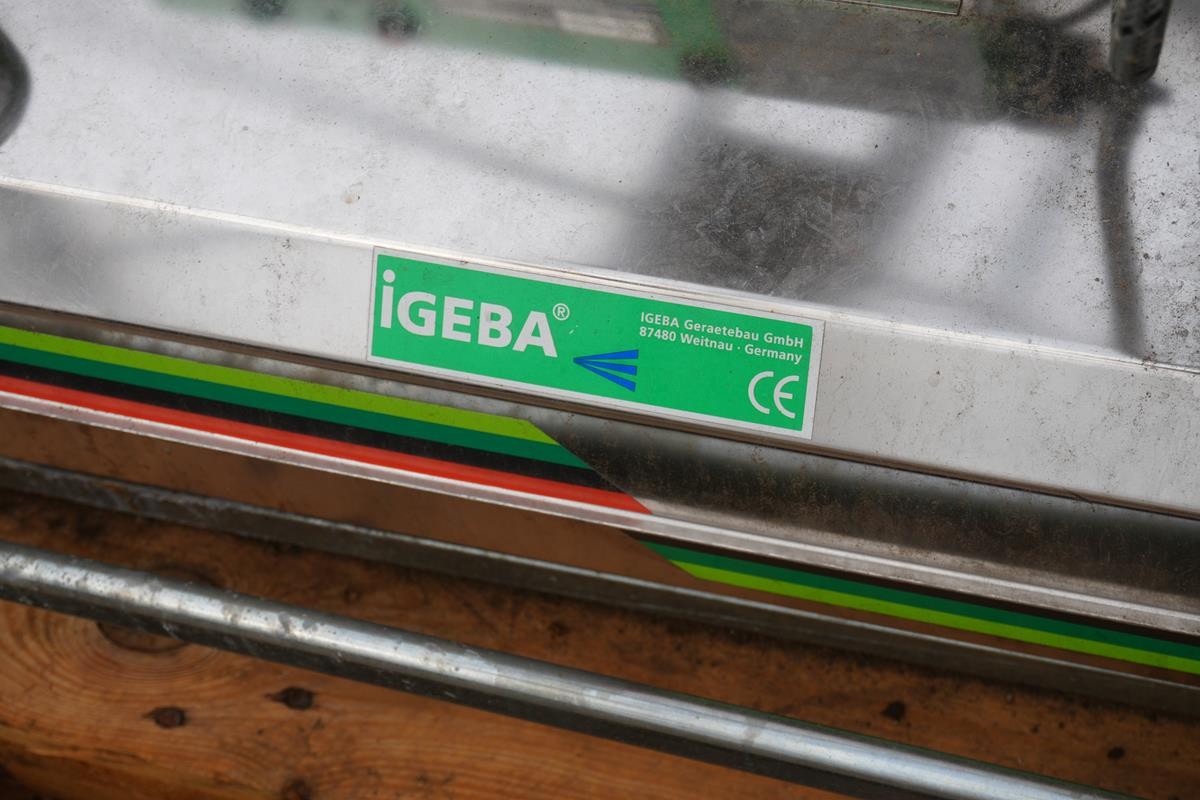 iGEBA®
IGEBA Geraetebau GmbH
87480 Weitnau · Germany
CE